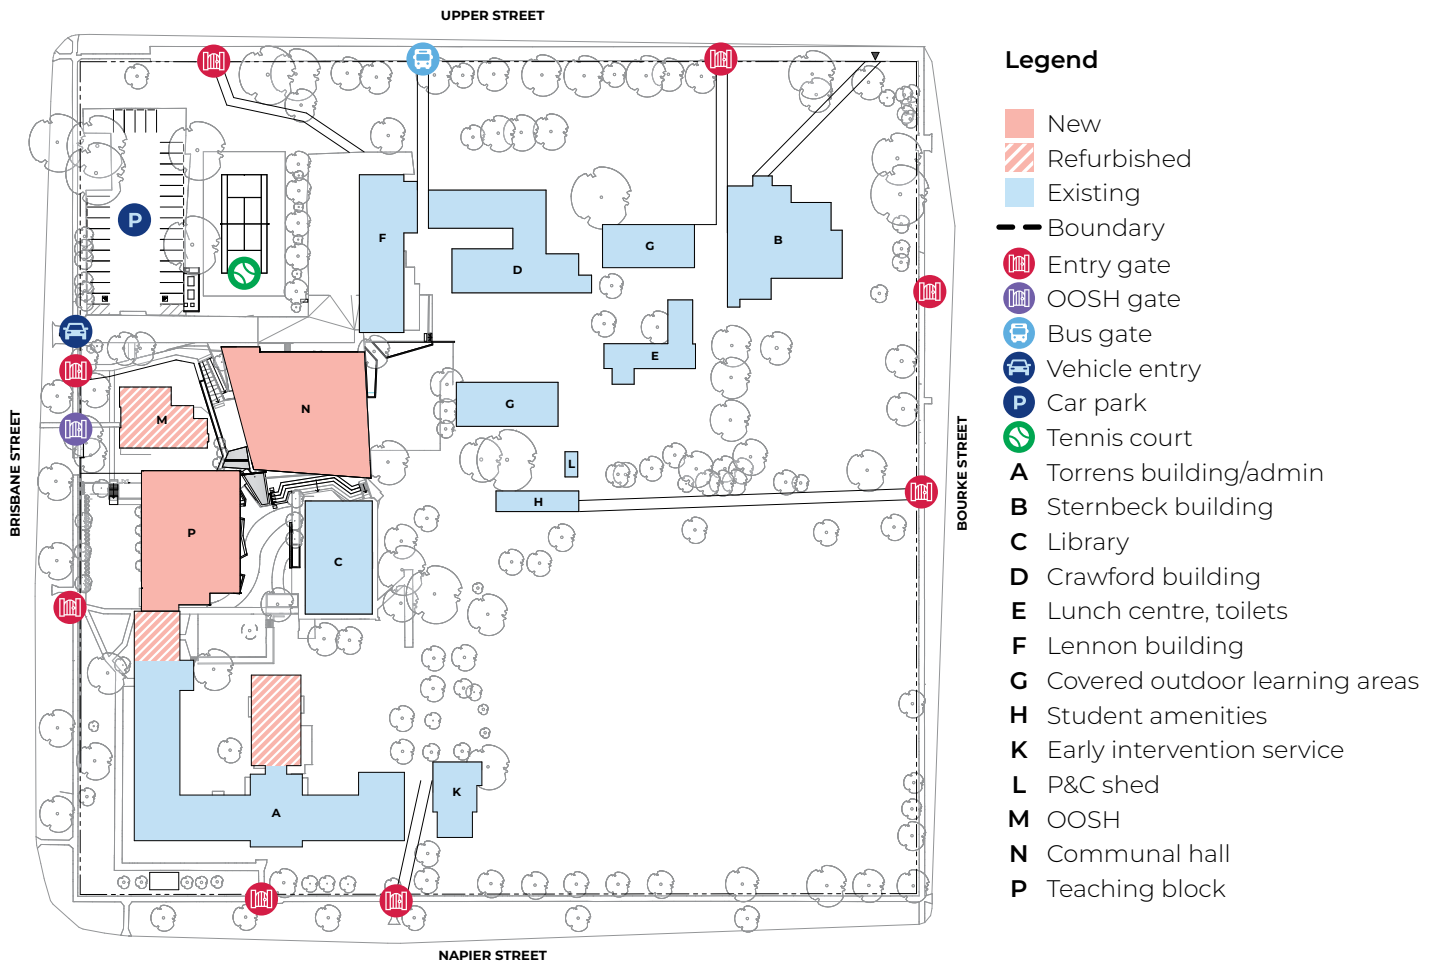 UPPER STREET
Legend
New
Refurbished
Existing
Boundary
Entry gate
OOSH gate
Bus gate
Vehicle entry
P Car park
Tennis court
A Torrens building/admin
B Sternbeck building
C Library
D Crawford building
E Lunch centre, toilets
F Lennon building
G Covered outdoor learning areas
H Student amenities
K Early intervention service
L P&C shed
M OOSH
N Communal hall
P Teaching block
P
F
D
G
B
E
N
G
M
L
H
P
C
A
K
BRISBANE STREET
BOURKE STREET
NAPIER STREET